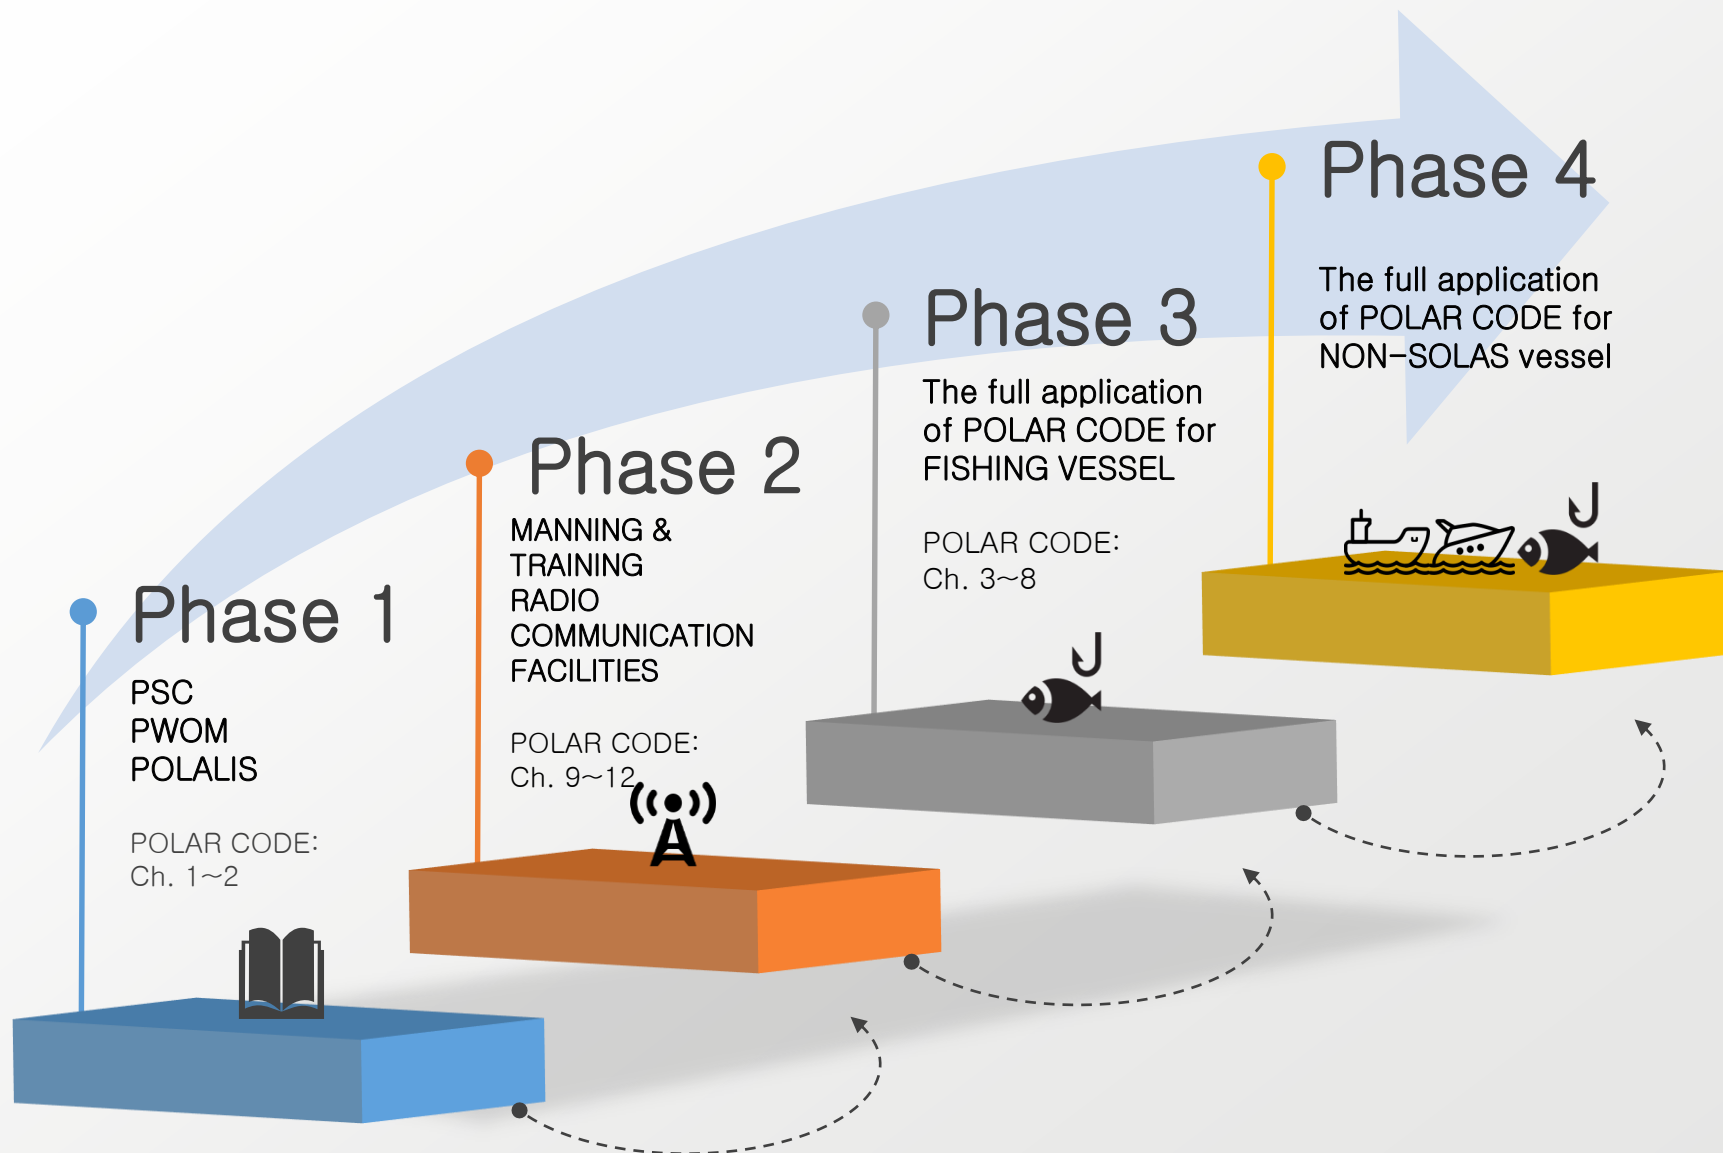 Phase 1
PSC
PWOM
POLALIS
POLAR CODE:
Ch. 1~2
Phase 2
MANNING &
TRAINING
RADIO
COMMUNICATION
FACILITIES
POLAR CODE:
Ch. 9~12
Phase 3
The full application
of POLAR CODE for
FISHING VESSEL
POLAR CODE:
Ch. 3~8
Phase 4
The full application
of POLAR CODE for
NON-SOLAS vessel